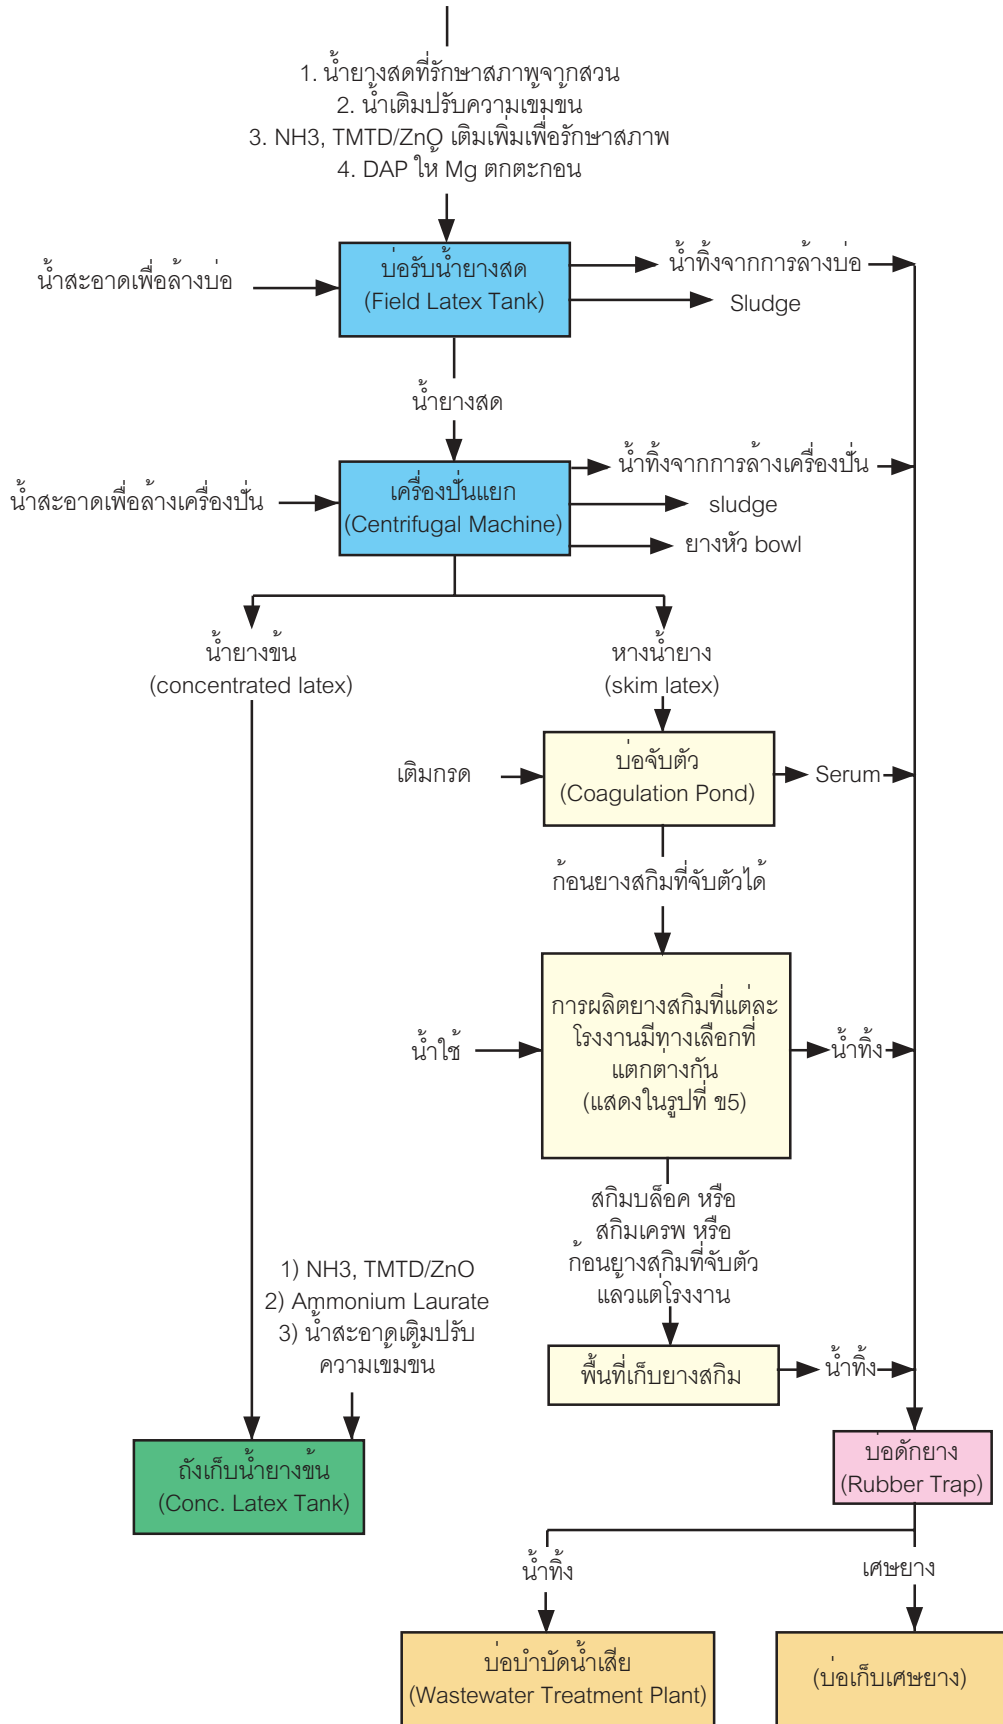 1. น้ำยางสดที่รักษาสภาพจากสวน
2. น้ำเติมปรับความเข้มข้น
3. NH3, TMTD/ZnO เติมเพิ่มเพื่อรักษาสภาพ
4. DAP ให้ Mg ตกตะกอน
น้ำสะอาดเพื่อล้างบ่อ
บ่อรับน้ำยางสด
(Field Latex Tank)
น้ำทิ้งจากการล้างบ่อ
Sludge
น้ำยางสด
น้ำสะอาดเพื่อล้างเครื่องปั่น
เครื่องปั่นแยก
(Centrifugal Machine)
น้ำทิ้งจากการล้างเครื่องปั่น
sludge
ยางหัว bowl
น้ำยางข้น
(concentrated latex)
หางน้ำยาง
(skim latex)
เติมกรด
บ่อจับตัว
(Coagulation Pond)
Serum
ก้อนยางสกิมที่จับตัวได้
น้ำใช้
การผลิตยางสกิมที่แต่ละ
โรงงานมีทางเลือกที่
แตกต่างกัน
(แสดงในรูปที่ ข5)
น้ำทิ้ง
สกิมบล็อค หรือ
สกิมเครพ หรือ
ก้อนยางสกิมที่จับตัว
แล้วแต่โรงงาน
1) NH3, TMTD/ZnO
2) Ammonium Laurate
3) น้ำสะอาดเติมปรับ
ความเข้มข้น
พื้นที่เก็บยางสกิม
น้ำทิ้ง
ถังเก็บน้ำยางข้น
(Conc. Latex Tank)
บ่อดักยาง
(Rubber Trap)
น้ำทิ้ง
เศษยาง
บ่อบำบัดน้ำเสีย
(Wastewater Treatment Plant)
(บ่อเก็บเศษยาง)